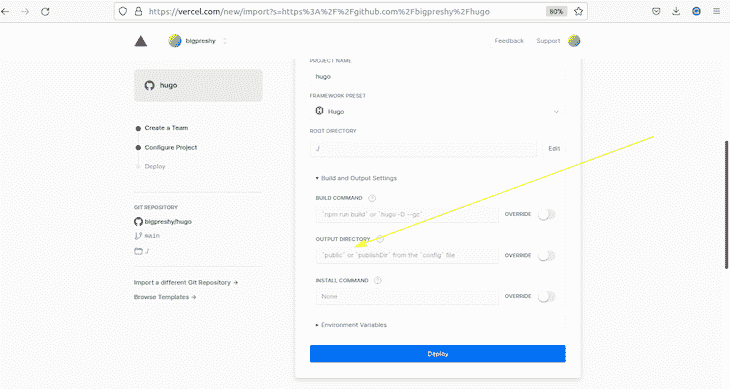 https://vercel.com/new/import?s=https%3A%2F%2Fgithub.com%2Fbigpreshy%2Fhugo
80%
bigpreshy
Feedback
Support
hugo
Create a Team
Configure Project
Deploy
GIT REPOSITORY
bigpreshy/hugo
main
./
Import a different Git Repository →
Browse Templates →
PROJECT NAME
hugo
FRAMEWORK PRESET
Hugo
ROOT DIRECTORY
./
Edit
Build and Output Settings
BUILD COMMAND ?
`npm run build` or `hugo -D --gc`
OVERRIDE
OUTPUT DIRECTORY ?
`public` or `publishDir` from the `config` file
OVERRIDE
INSTALL COMMAND ?
None
OVERRIDE
Environment Variables
Deploy